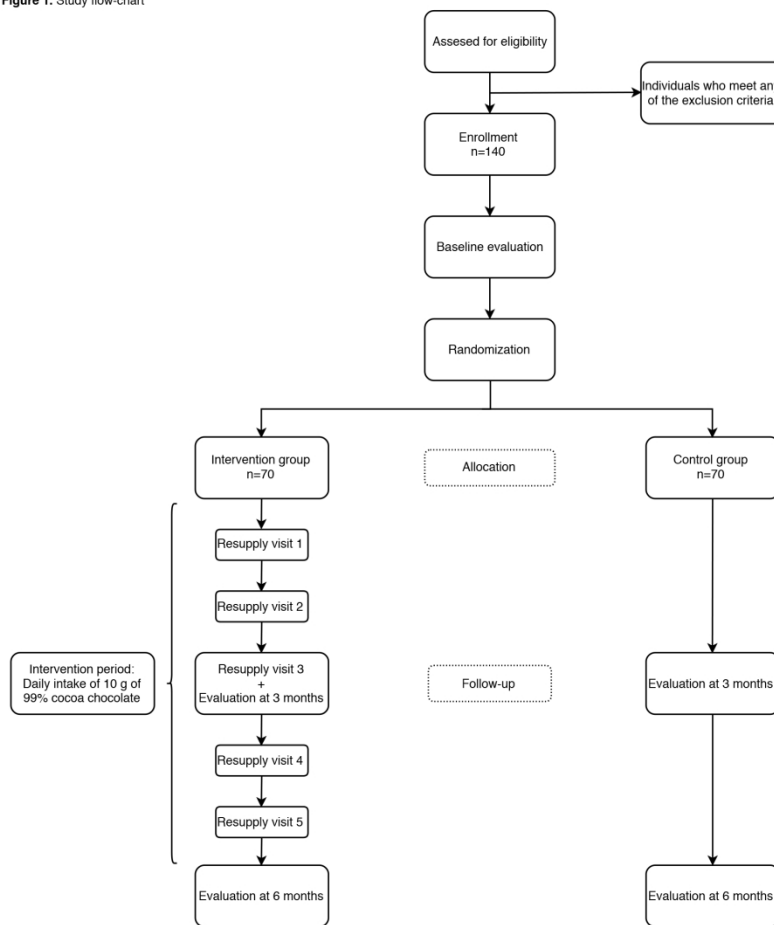 Figure 1. Study flow-chart
Assesed for eligibility
Individuals who meet an
of the exclusion criteria
Enrollment
n=140
Baseline evaluation
Randomization
Intervention group
n=70
Allocation
Control group
n=70
Resupply visit 1
Resupply visit 2
Intervention period:
Daily intake of 10 g of
99% cocoa chocolate
Resupply visit 3
+
Evaluation at 3 months
Follow-up
Evaluation at 3 months
Resupply visit 4
Resupply visit 5
Evaluation at 6 months
Evaluation at 6 months